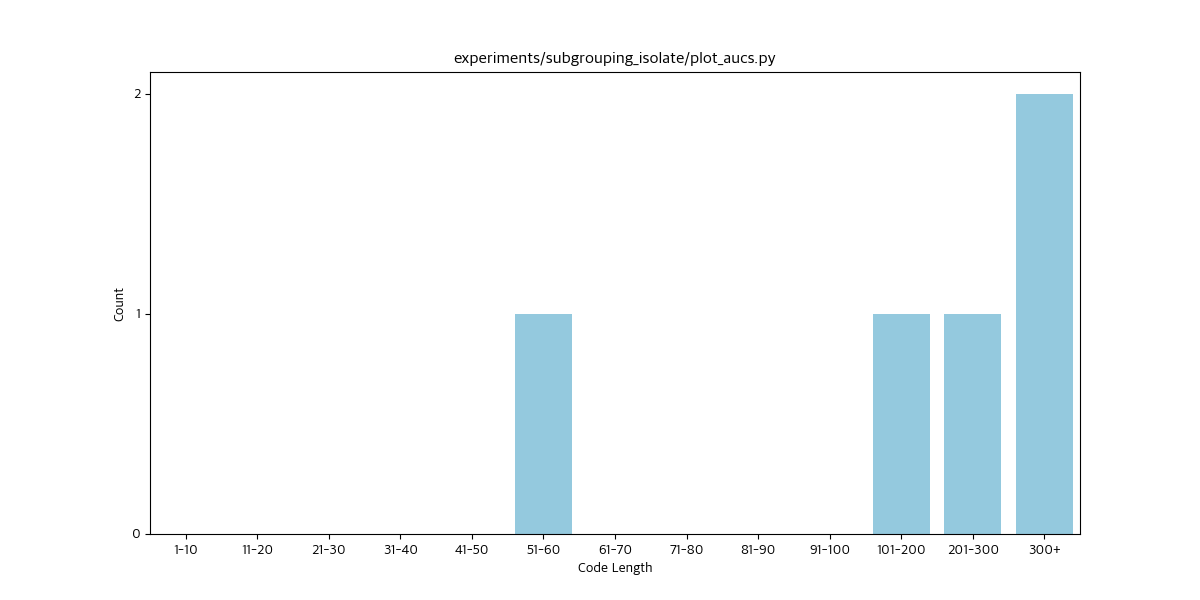 experiments/subgrouping_isolate/plot_aucs.py
2
1
0
Count
1-10 11-20 21-30 31-40 41-50 51-60 61-70 71-80 81-90 91-100 101-200 201-300 300+
Code Length